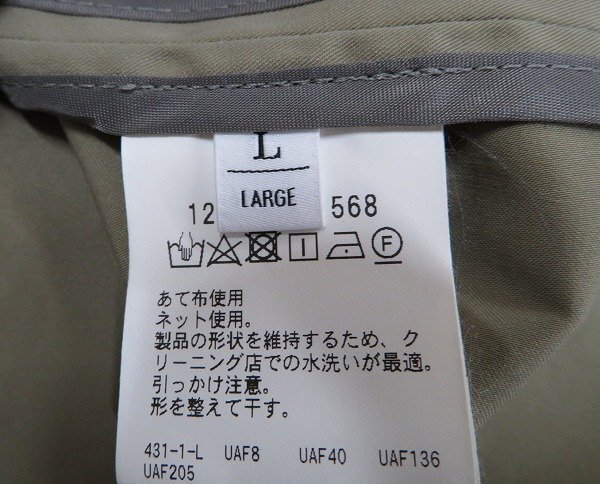 L
LARGE
12 568
F
あて布使用
ネット使用。
製品の形状を維持するため、ク
リーニング店での水洗いが最適。
引っかけ注意。
形を整えて干す。
431-1-L UAF8 UAF40 UAF136
UAF205